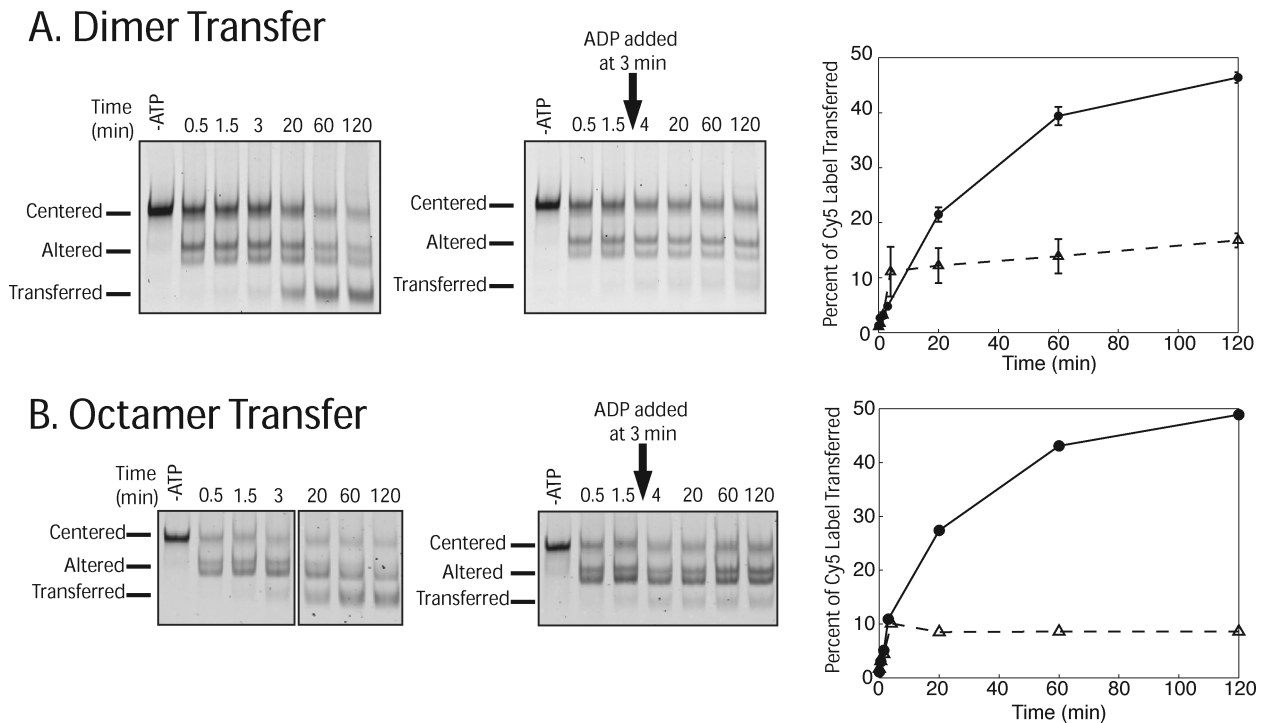 A. Dimer Transfer
ADP added
at 3 min
Time
(min)
-ATP
0.5 1.5 3 20 60 120
-ATP
0.5 1.5 4 20 60 120
Centered
Altered
Transferred
Centered
Altered
Transferred
Percent of Cy5 Label Transferred
50
40
30
20
10
0
0 20 40 60 80 100 120
Time (min)
B. Octamer Transfer
ADP added
at 3 min
Time
(min)
-ATP
0.5 1.5 3 20 60 120
-ATP
0.5 1.5 4 20 60 120
Centered
Altered
Transferred
Centered
Altered
Transferred
Percent of Cy5 Label Transferred
50
40
30
20
10
0
0 20 40 60 80 100 120
Time (min)